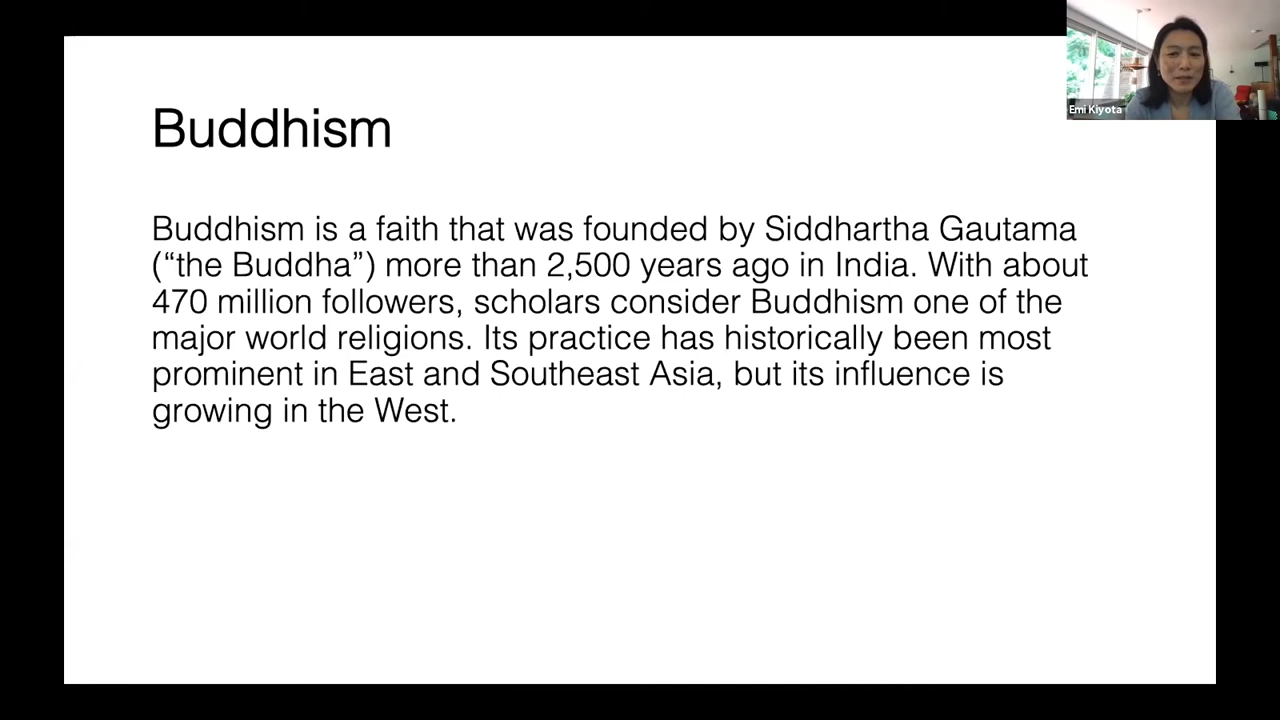 Buddhism
Buddhism is a faith that was founded by Siddhartha Gautama
(“the Buddha”) more than 2,500 years ago in India. With about
470 million followers, scholars consider Buddhism one of the
major world religions. Its practice has historically been most
prominent in East and Southeast Asia, but its influence is
growing in the West.
Emi Kiyota